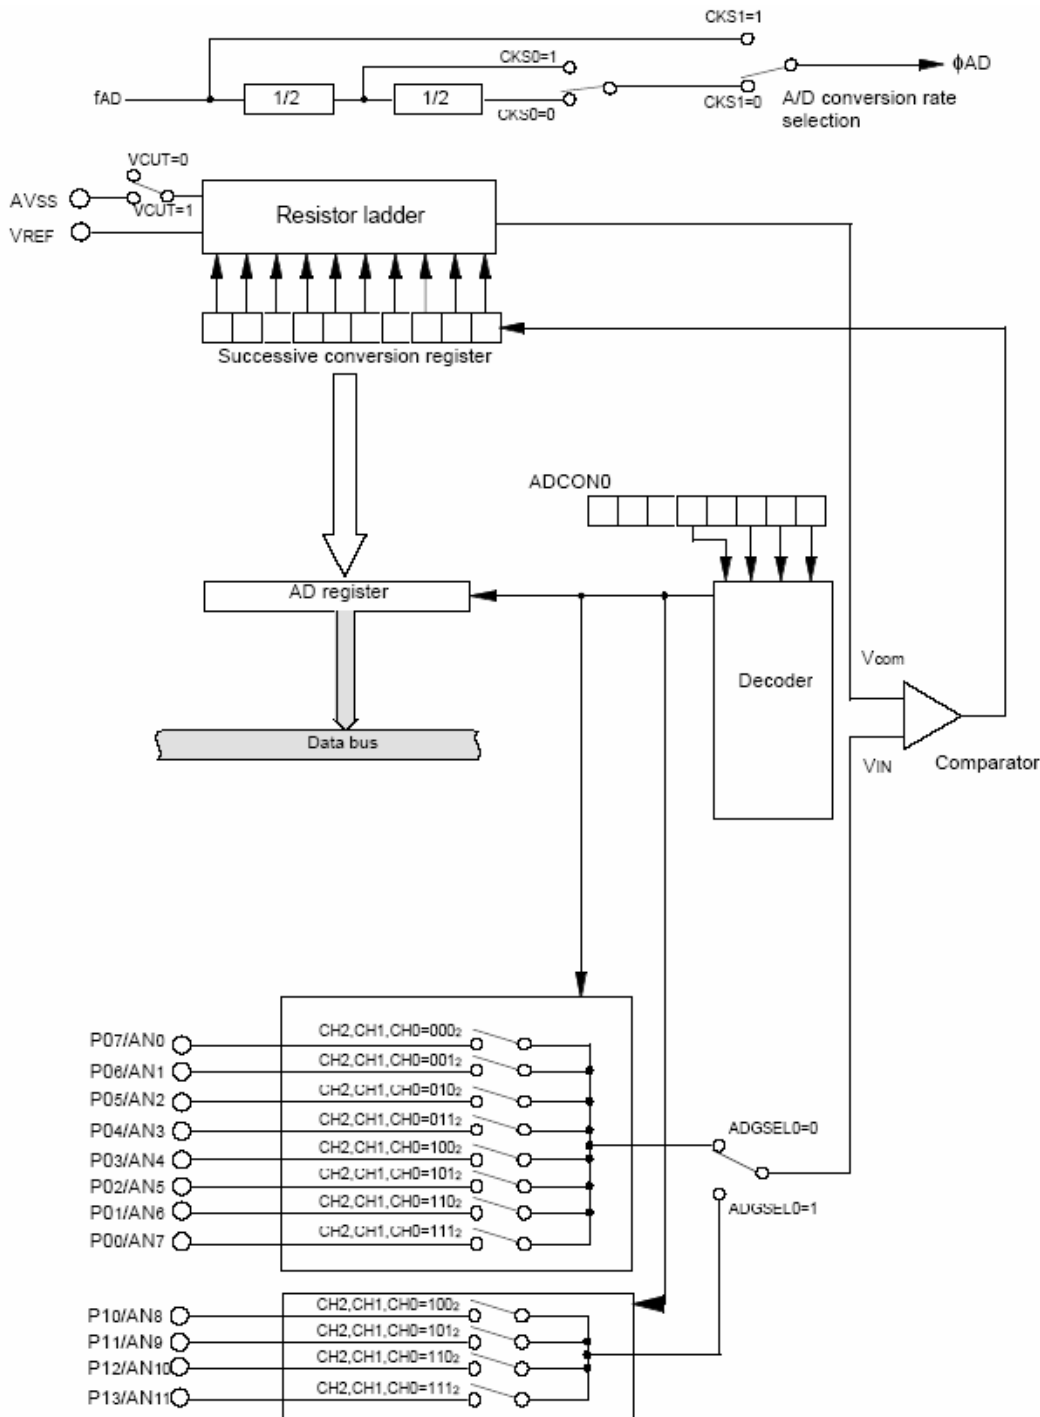 CKS1=1
CKS0=1
fAD
1/2
1/2
ϕAD
CKS0=0
CKS1=0
A/D conversion rate
selection
VCUT=0
AVSS
VCUT=1
Resistor ladder
VREF
Successive conversion register
ADCON0
AD register
Decoder
Vcom
Data bus
VIN
Comparator
P07/AN0
CH2,CH1,CH0=000₂
P06/AN1
CH2,CH1,CH0=001₂
P05/AN2
CH2,CH1,CH0=010₂
P04/AN3
CH2,CH1,CH0=011₂
P03/AN4
CH2,CH1,CH0=100₂
P02/AN5
CH2,CH1,CH0=101₂
P01/AN6
CH2,CH1,CH0=110₂
P00/AN7
CH2,CH1,CH0=111₂
ADGSEL0=0
ADGSEL0=1
P10/AN8
CH2,CH1,CH0=100₂
P11/AN9
CH2,CH1,CH0=101₂
P12/AN10
CH2,CH1,CH0=110₂
P13/AN11
CH2,CH1,CH0=111₂